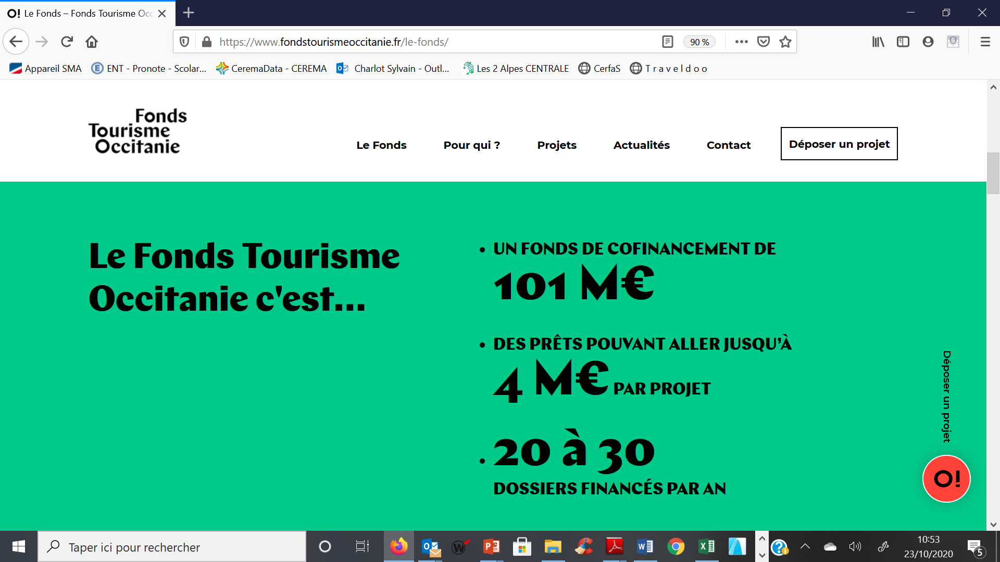 O! Le Fonds – Fonds Tourisme Occ
https://www.fondstourismeoccitanie.fr/le-fonds/
90 %
Appareil SMA
ENT - Pronote - Scolar...
CeremaData - CEREMA
Charlot Sylvain - Outl...
Les 2 Alpes CENTRALE
CerfaS
T r a v e l d o o
Fonds
Tourisme
Occitanie
Le Fonds
Pour qui ?
Projets
Actualités
Contact
Déposer un projet
Le Fonds Tourisme
Occitanie c'est...
• UN FONDS DE COFINANCEMENT DE
101 M€
• DES PRÊTS POUVANT ALLER JUSQU’À
4 M€ PAR PROJET
• 20 à 30
DOSSIERS FINANCÉS PAR AN
Déposer un projet
O!
Taper ici pour rechercher
10:53
23/10/2020
5